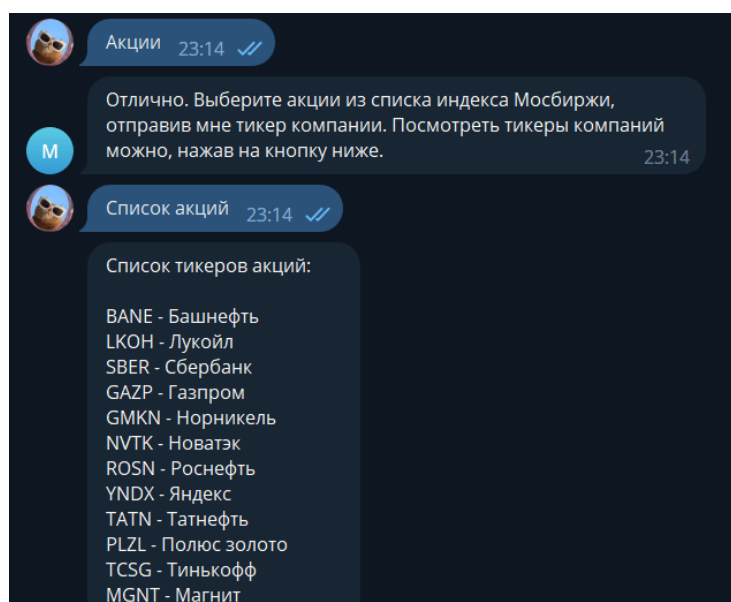 Акции 23:14
Отлично. Выберите акции из списка индекса Мосбиржи,
отправив мне тикер компании. Посмотреть тикеры компаний
можно, нажав на кнопку ниже. 23:14
М
Список акций 23:14
Список тикеров акций:
BANE - Башнефть
LKOH - Лукойл
SBER - Сбербанк
GAZP - Газпром
GMKN - Норникель
NVTK - Новатэк
ROSN - Роснефть
YNDX - Яндекс
TATN - Татнефть
PLZL - Полюс золото
TCSG - Тинькофф
MGNT - Магнит